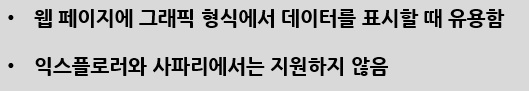 • 웹 페이지에 그래픽 형식에서 데이터를 표시할 때 유용함
• 익스플로러와 사파리에서는 지원하지 않음